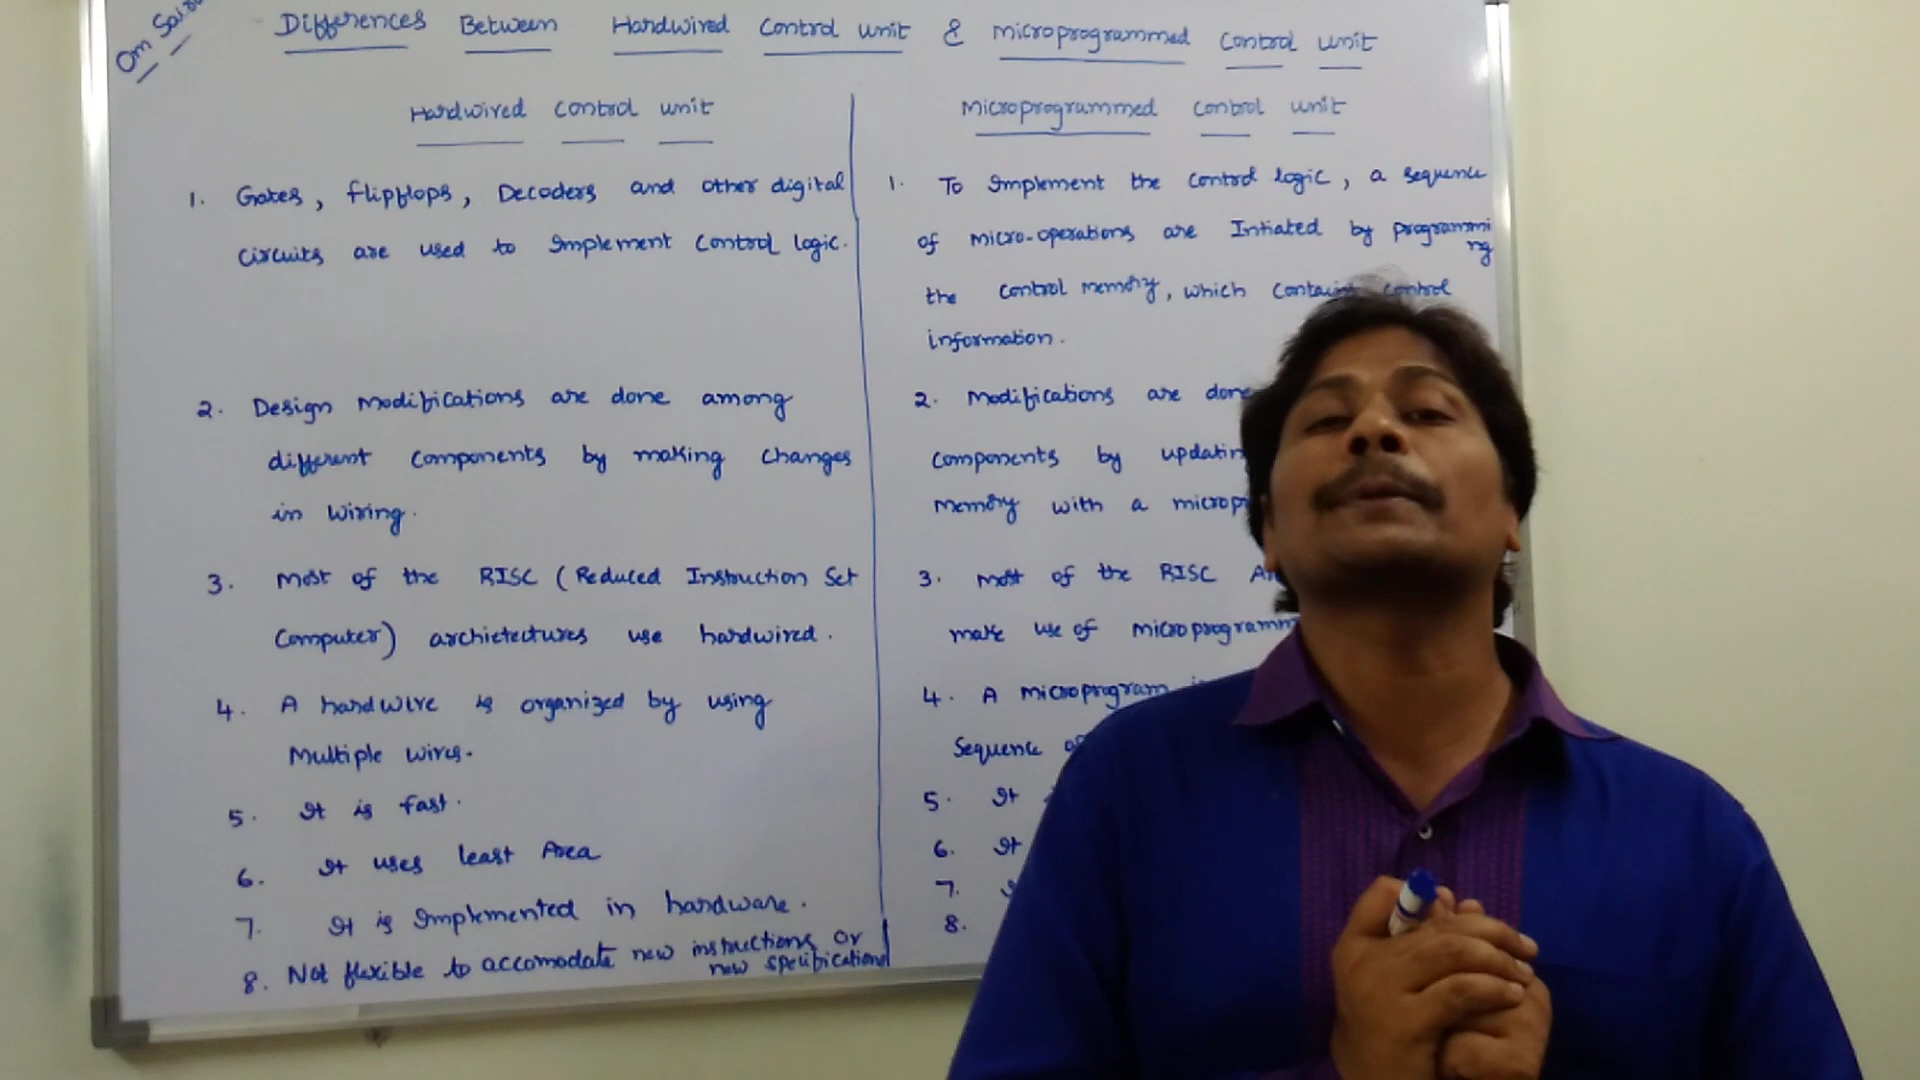 Om Sai
Differences Between Hardwired Control unit & Microprogrammed Control unit
Hardwired Control unit
1. Gates, flipflops, Decoders and other digital
circuits are used to Implement Control logic.
2. Design Modifications are done among
different components by making changes
in wiring.
3. Most of the RISC (Reduced Instruction Set
Computer) archietectures use hardwired.
4. A hardwire is organized by using
Multiple wires.
5. It is fast.
6. It uses least Area
7. It is Implemented in hardware.
8. Not flexible to accomodate new instructions or
new specifications
Microprogrammed Control unit
1. To Implement the control logic, a sequence
of micro-operations are Intiated by programmi
ng
the control memory, which contains control
information.
2. Modifications are done
components by
memory with a
3. Most of the RISC
make use of
4. A Microprogram
Sequence
5. It
6. It
7.
8.